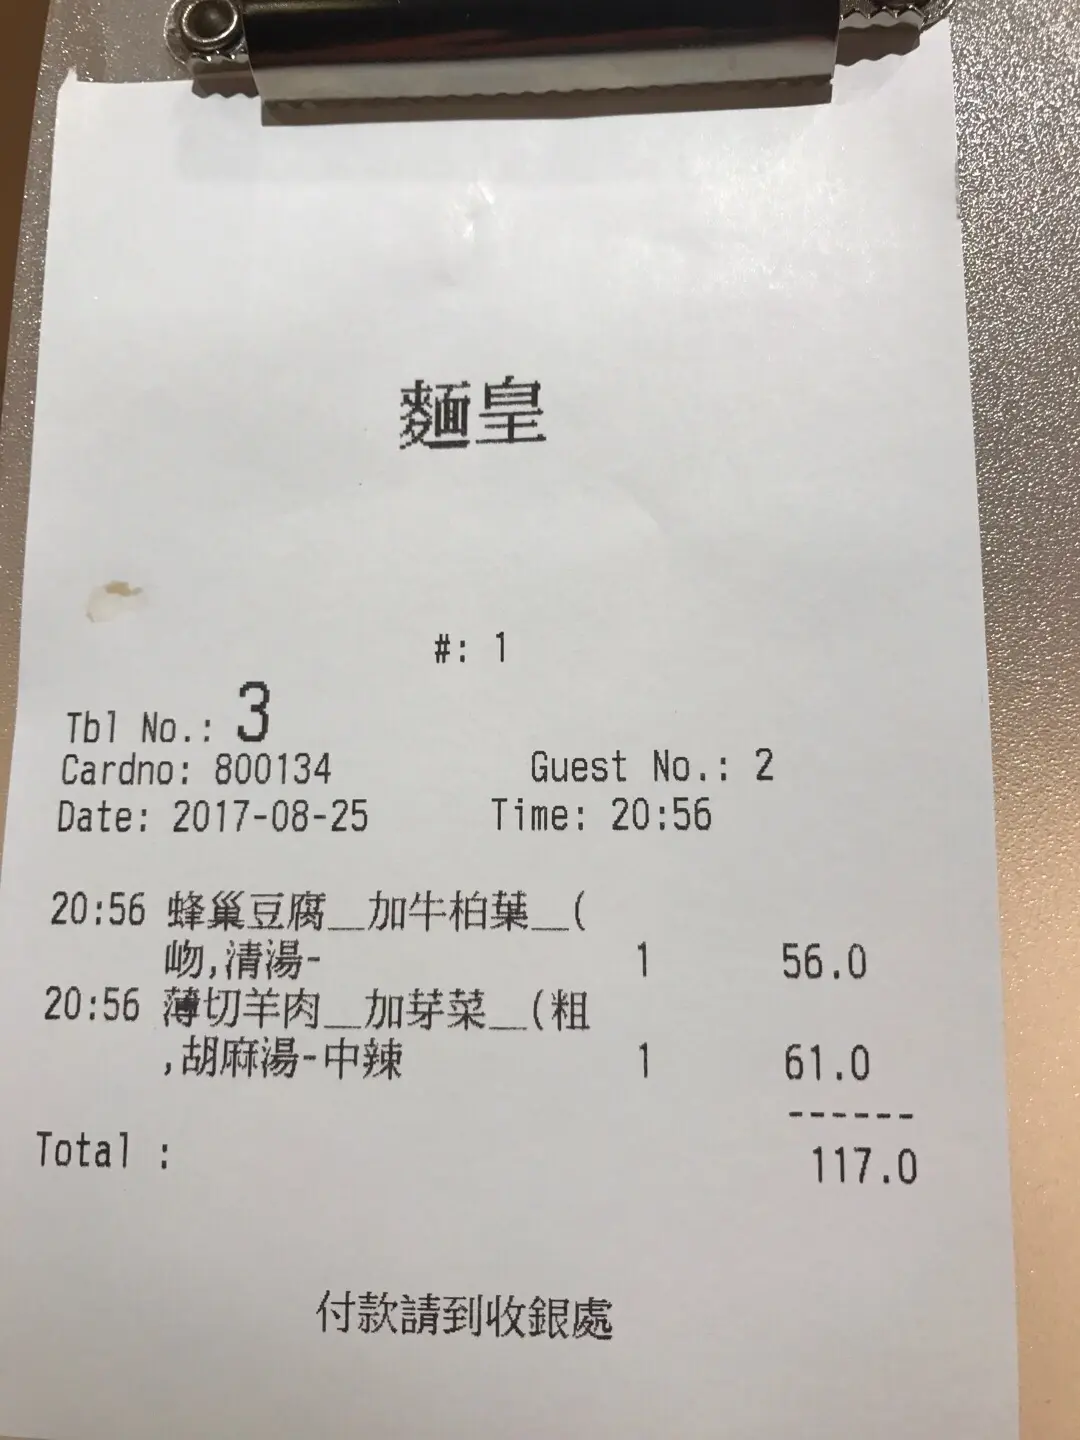 麵皇
#: 1
Tbl No.: 3
Cardno: 800134 Guest No.: 2
Date: 2017-08-25 Time: 20:56
20:56 蜂巢豆腐__加牛柏葉__(
岉,清湯- 1 56.0
20:56 薄切羊肉__加芽菜__(粗
,胡麻湯-中辣 1 61.0
------
Total : 117.0
付款請到收銀處